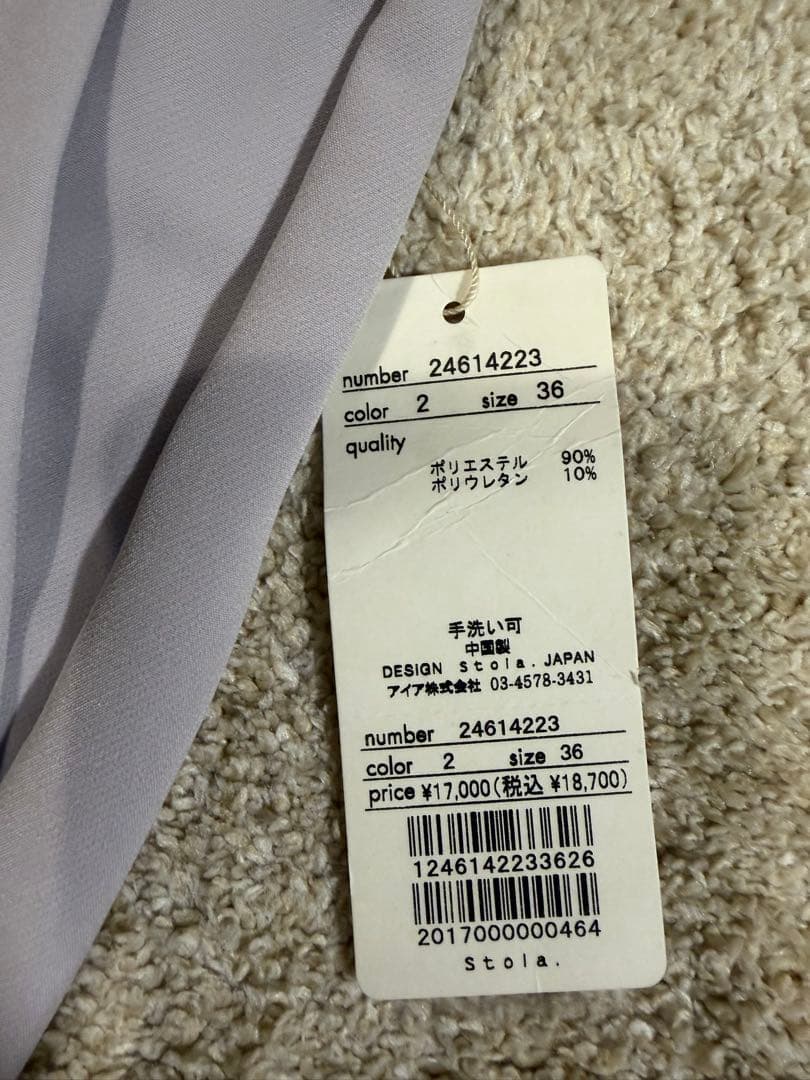 number 24614223
color 2 size 36
quality
ポリエステル 90%
ポリウレタン 10%
手洗い可
中国製
DESIGN Stola. JAPAN
アイア株式会社 03-4578-3431
number 24614223
color 2 size 36
price ¥17,000(税込 ¥18,700)
1246142233626
2017000000464
Stola.